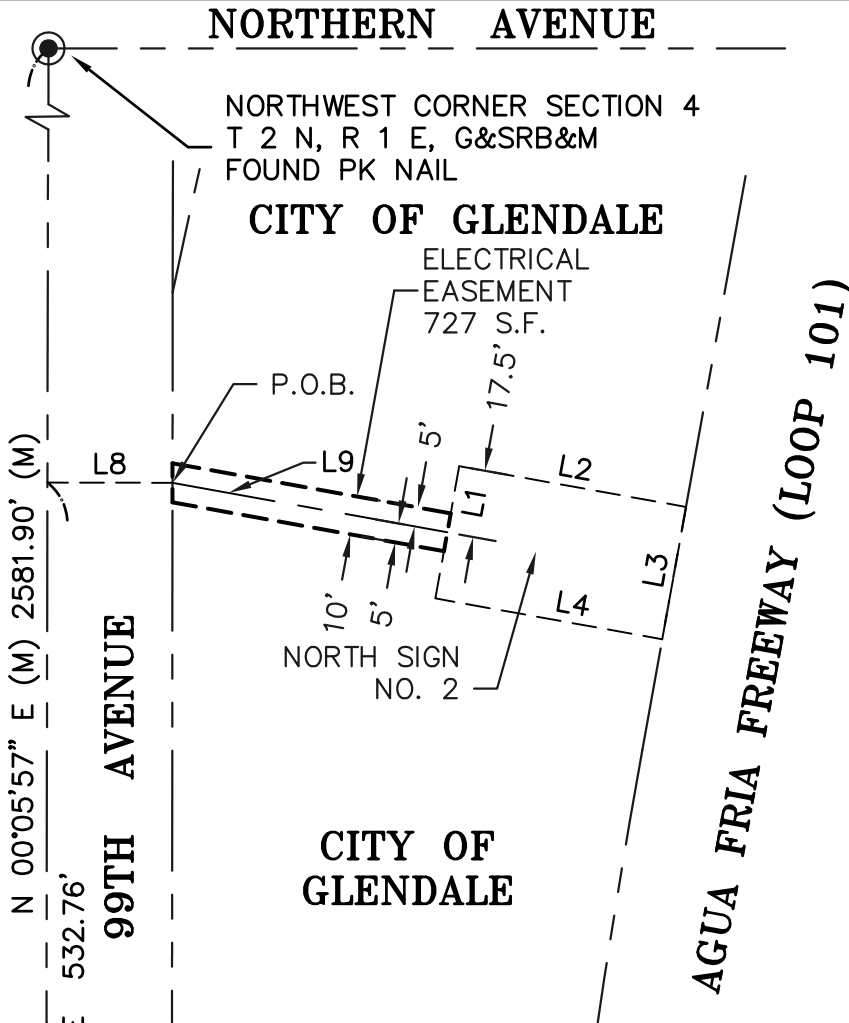 NORTHERN AVENUE
NORTHWEST CORNER SECTION 4
T 2 N, R 1 E, G&SRB&M
FOUND PK NAIL
CITY OF GLENDALE
ELECTRICAL
EASEMENT
727 S.F.
17.5'
P.O.B.
5'
L8
L9
L2
L1
L3
L4
10'
5'
NORTH SIGN
NO. 2
AGUA FRIA FREEWAY (LOOP 101)
N 00°05'57" E (M) 2581.90' (M)
99TH AVENUE
532.76'
CITY OF
GLENDALE